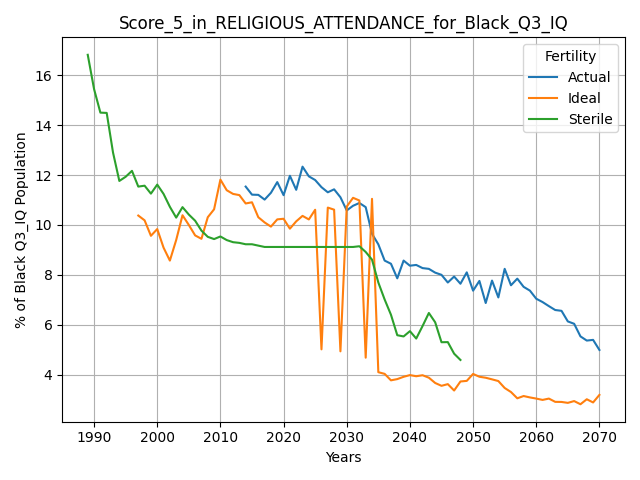 Score_5_in_RELIGIOUS_ATTENDANCE_for_Black_Q3_IQ
Fertility
Actual
Ideal
Sterile
% of Black Q3_IQ Population
16
14
12
10
8
6
4
1990 2000 2010 2020 2030 2040 2050 2060 2070
Years